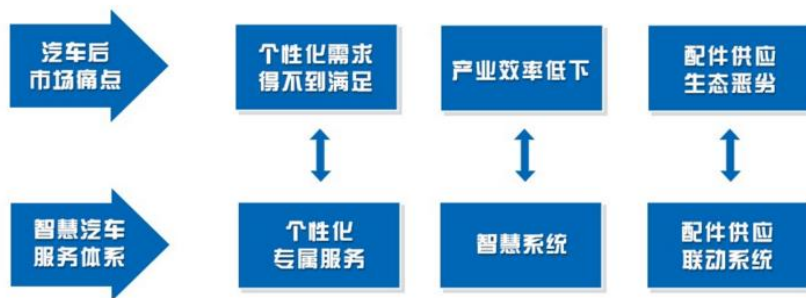 汽车后
市场痛点
个性化需求
得不到满足
产业效率低下
配件供应
生态恶劣
智慧汽车
服务体系
个性化
专属服务
智慧系统
配件供应
联动系统